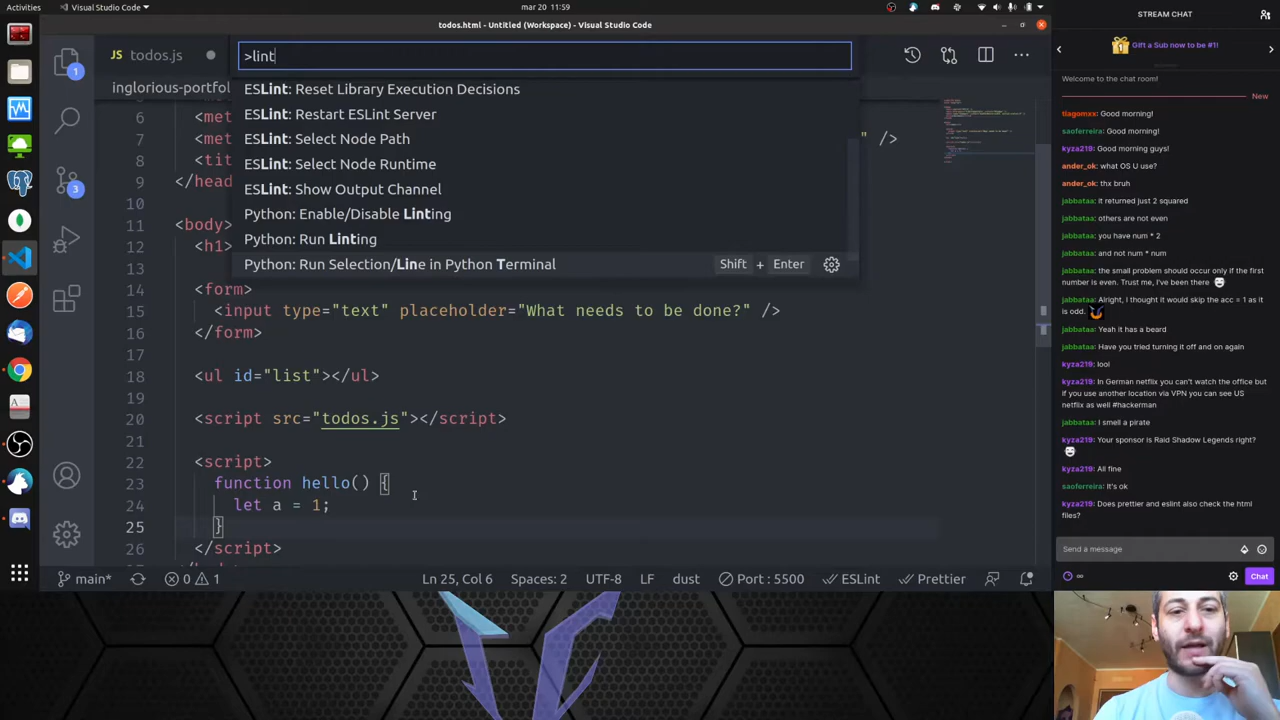 Activities
Visual Studio Code
mar 20 11:59
todos.html - Untitled (Workspace) - Visual Studio Code
JS todos.js
>lint
inglorious-portfol
ESLint: Reset Library Execution Decisions
ESLint: Restart ESLint Server
ESLint: Select Node Path
ESLint: Select Node Runtime
ESLint: Show Output Channel
Python: Enable/Disable Linting
Python: Run Linting
Python: Run Selection/Line in Python Terminal Shift + Enter
1
3
6 <met
7 <met " />
8 <tit
9 </head
10
11 <body>
12 <h1>
14 <form>
15 <input type="text" placeholder="What needs to be done?" />
16 </form>
17
18 <ul id="list"></ul>
19
20 <script src="todos.js"></script>
21
22 <script>
23 function hello() {
24 let a = 1;
25 }
26 </script>
main* 0 1 Ln 25, Col 6 Spaces: 2 UTF-8 LF dust Port : 5500 ESLint Prettier
STREAM CHAT
Gift a Sub now to be #1!
Welcome to the chat room!
New
tiagomxx: Good morning!
saoferreira: Good morning!
kyza219: Good morning guys!
ander_ok: what OS U use?
ander_ok: thx bruh
jabbataa: it returned just 2 squared
jabbataa: others are not even
jabbataa: you have num * 2
jabbataa: and not num * num
jabbataa: the small problem should occur only if the first
number is even. Trust me, I've been there
jabbataa: Alright, I thought it would skip the acc = 1 as it
is odd.
jabbataa: Yeah it has a beard
jabbataa: Have you tried turning it off and on again
kyza219: lool
kyza219: In German netflix you can't watch the office but
if you use another location via VPN you can see US
netflix as well #hackerman
jabbataa: I smell a pirate
kyza219: Your sponsor is Raid Shadow Legends right?
kyza219: All fine
saoferreira: It's ok
kyza219: Does prettier and eslint also check the html
files?
Send a message
Chat